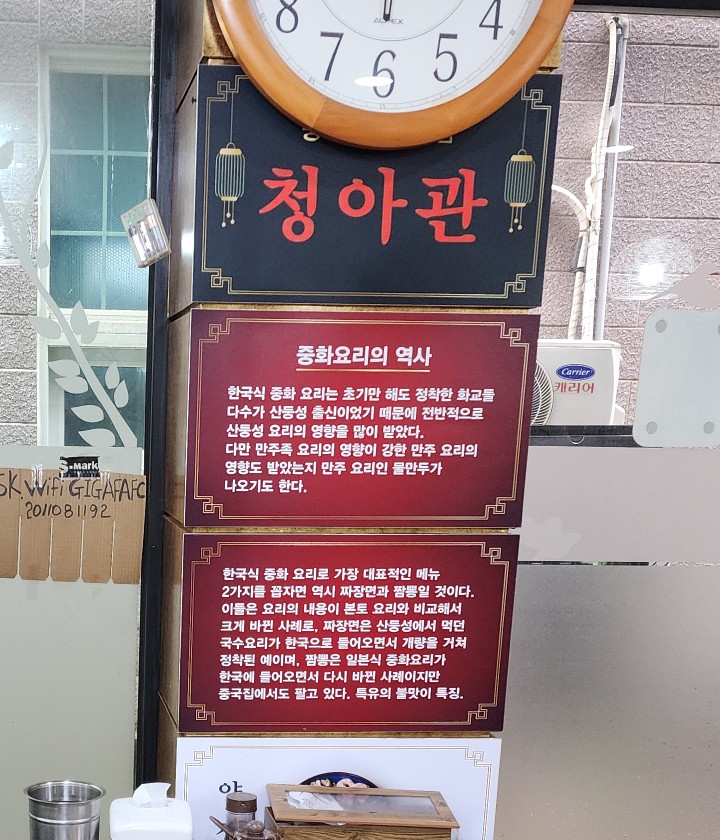 8
7
6
5
4
청아관
중화요리의 역사
한국식 중화 요리는 초기만 해도 정착한 화교들
다수가 산둥성 출신이었기 때문에 전반적으로
산둥성 요리의 영향을 많이 받았다.
다만 만주족 요리의 영향이 강한 만주 요리의
영향도 받았는지 만주 요리인 물만두가
나오기도 한다.
한국식 중화 요리로 가장 대표적인 메뉴
2가지를 꼽자면 역시 짜장면과 짬뽕일 것이다.
이들은 요리의 내용이 본토 요리와 비교해서
크게 바뀐 사례로, 짜장면은 산둥성에서 먹던
국수요리가 한국으로 들어오면서 개량을 거쳐
정착된 예이며, 짬뽕은 일본식 중화요리가
한국에 들어오면서 다시 바뀐 사례이지만
중국집에서도 팔고 있다. 특유의 불맛이 특징.
Carrier
캐리어
S-Mark
SK.WiFi GIGAFAFC
2011081192